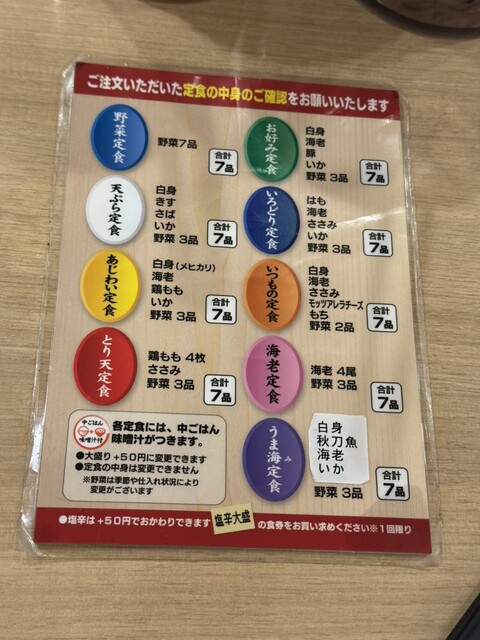 ご注文いただいた定食の中身のご確認をお願いいたします
野菜定食
野菜7品
合計
7品
お好み定食
白身
海老
豚
いか
野菜 3品
合計
7品
天ぷら定食
白身
きす
さば
いか
野菜 3品
合計
7品
いろどり定食
はも
海老
ささみ
いか
野菜 3品
合計
7品
あじわい定食
白身(メヒカリ)
海老
鶏もも
いか
野菜 3品
合計
7品
いつもの定食
白身
海老
ささみ
モッツアレラチーズ
もち
野菜 2品
合計
7品
とり天定食
鶏もも 4枚
ささみ
野菜 3品
合計
7品
海老定食
海老 4尾
野菜 3品
合計
7品
中ごはん
味噌汁付
各定食には、中ごはん
味噌汁がつきます。
●大盛り+50円に変更できます
●定食の中身は変更できません
※野菜は季節や仕入れ状況により
変更がございます
うま海定食
み
白身
秋刀魚
海老
いか
野菜 3品
合計
7品
●塩辛は+50円でおかわりできます 塩辛大盛 の食券をお買い求めください※1回限り